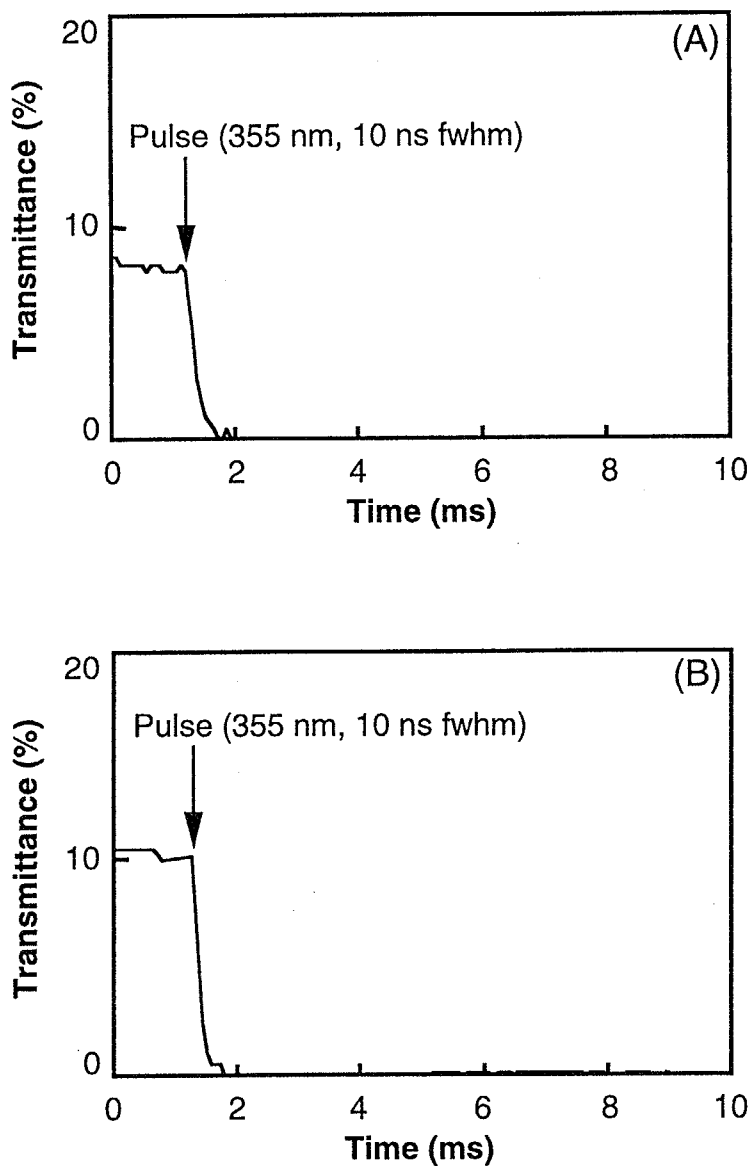 20
(A)
Transmittance (%)
Pulse (355 nm, 10 ns fwhm)
10
0
0 2 4 6 8 10
Time (ms)
20
(B)
Transmittance (%)
Pulse (355 nm, 10 ns fwhm)
10
0
0 2 4 6 8 10
Time (ms)